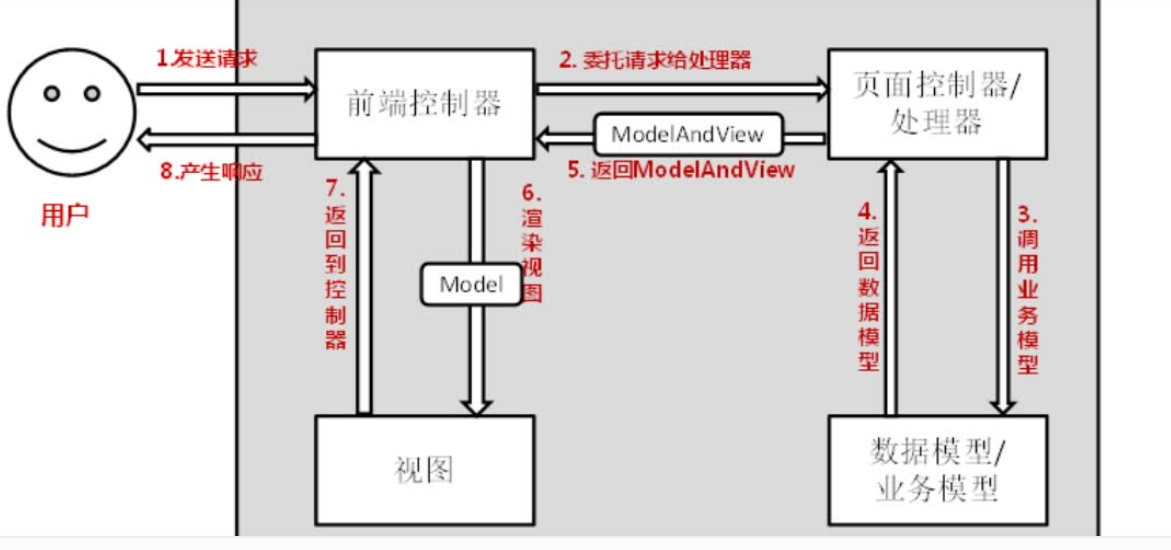 1.发送请求
2. 委托请求给处理器
前端控制器
页面控制器/
处理器
ModelAndView
8.产生响应
5. 返回ModelAndView
用户
7.返回到控制器
6.渲染视图
Model
4.返回数据模型
3.调用业务模型
视图
数据模型/
业务模型